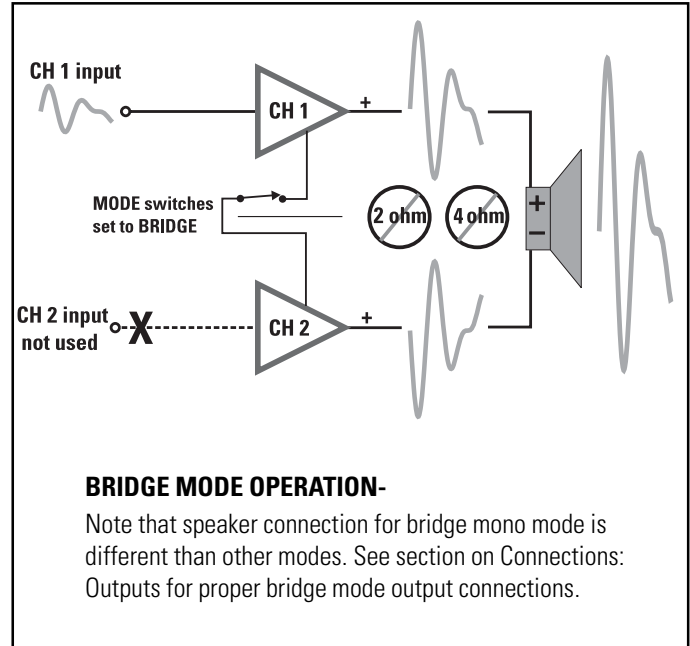 CH 1 input
CH 1
+
MODE switches
set to BRIDGE
2 ohm
4 ohm
+
−
CH 2 input
not used
X
CH 2
+
BRIDGE MODE OPERATION-
Note that speaker connection for bridge mono mode is
different than other modes. See section on Connections:
Outputs for proper bridge mode output connections.